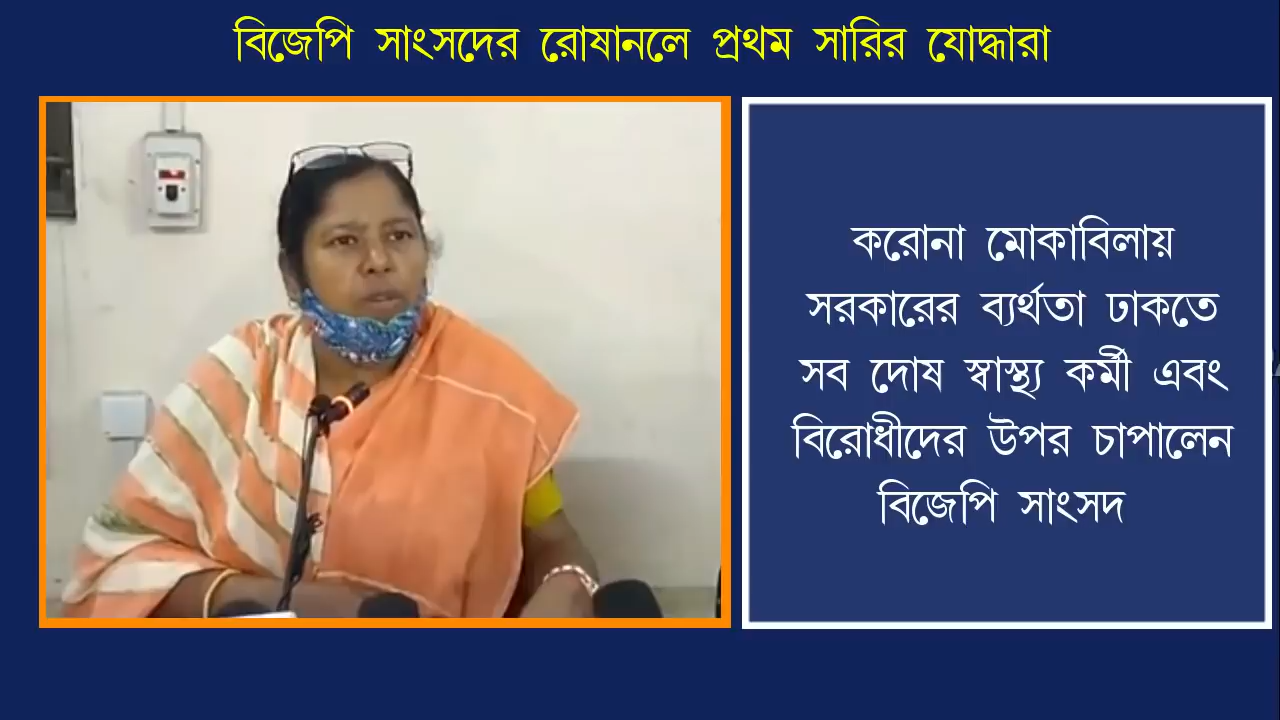 বিজেপি সাংসদের রোষানলে প্রথম সারির যোদ্ধারা
করোনা মোকাবিলায়
সরকারের ব্যর্থতা ঢাকতে
সব দোষ স্বাস্থ্য কর্মী এবং
বিরোধীদের উপর চাপালেন
বিজেপি সাংসদ